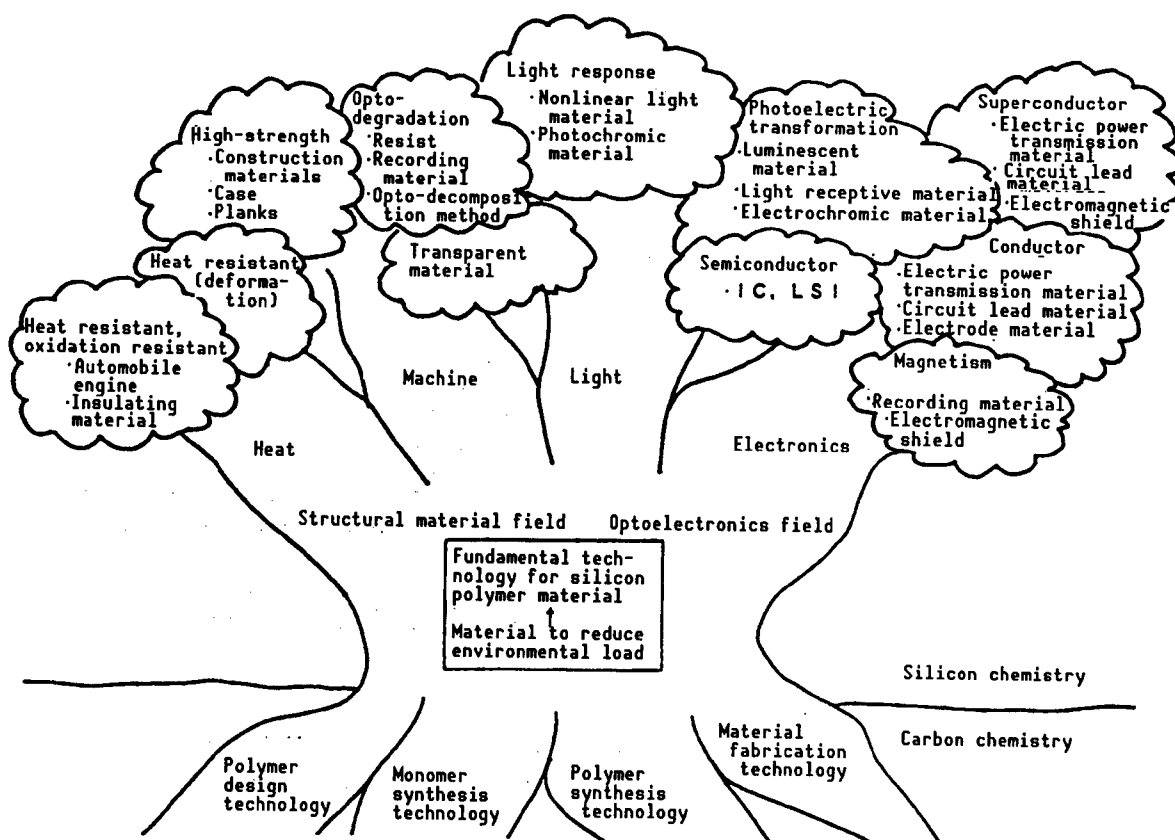 Light response
·Nonlinear light
material
·Photochromic
material
Opto-
degradation
·Resist
·Recording
material
·Opto-decomposi
tion method
High-strength
·Construction
materials
·Case
·Planks
Photoelectric
transformation
·Luminescent
material
·Light receptive material
·Electrochromic material
Superconductor
·Electric power
transmission
material
·Circuit lead
material
·Electromagnetic
shield
Heat resistant
(deforma-
tion)
Transparent
material
Semiconductor
·IC, LSI
Conductor
·Electric power
transmission material
·Circuit lead material
·Electrode material
Heat resistant,
oxidation resistant
·Automobile
engine
·Insulating
material
Magnetism
·Recording material
·Electromagnetic
shield
Machine
Light
Heat
Electronics
Structural material field
Optoelectronics field
Fundamental tech-
nology for silicon
polymer material
↑
Material to reduce
environmental load
Silicon chemistry
Carbon chemistry
Polymer
design
technology
Monomer
synthesis
technology
Polymer
synthesis
technology
Material
fabrication
technology